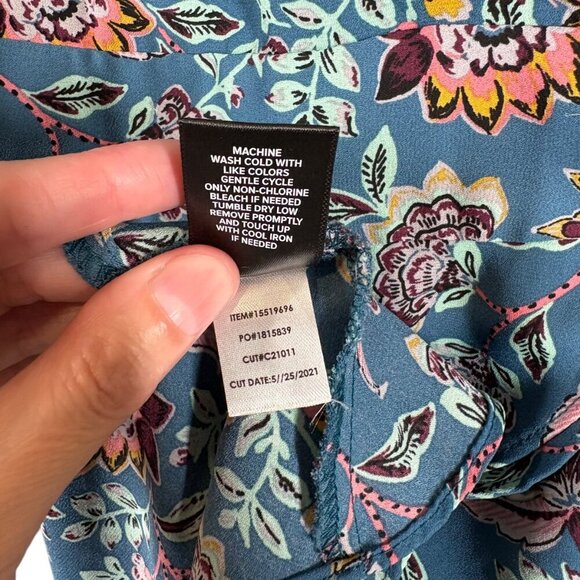 MACHINE
WASH COLD WITH
LIKE COLORS
GENTLE CYCLE
ONLY NON-CHLORINE
BLEACH IF NEEDED
TUMBLE DRY LOW
REMOVE PROMPTLY
AND TOUCH UP
WITH COOL IRON
IF NEEDED
ITEM#15519696
PO#1815839
CUT#C21011
CUT DATE:5//25/2021